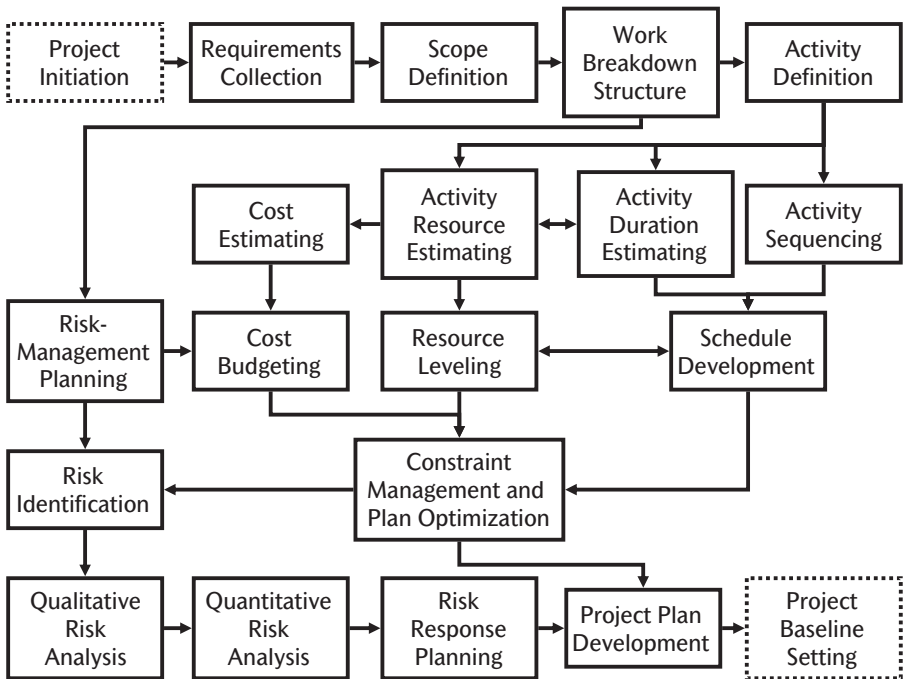 Project
Initiation
Requirements
Collection
Scope
Definition
Work
Breakdown
Structure
Activity
Definition
Cost
Estimating
Activity
Resource
Estimating
Activity
Duration
Estimating
Activity
Sequencing
Risk-
Management
Planning
Cost
Budgeting
Resource
Leveling
Schedule
Development
Risk
Identification
Constraint
Management and
Plan Optimization
Qualitative
Risk
Analysis
Quantitative
Risk
Analysis
Risk
Response
Planning
Project Plan
Development
Project
Baseline
Setting